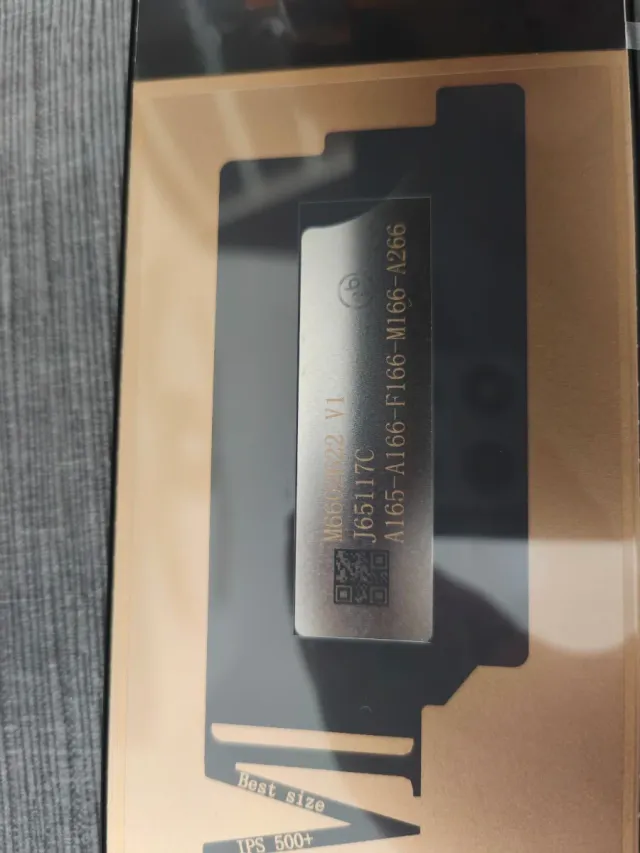 V1
J65117C
A165-A166-F166-M166-A266
Best size
IPS 500+